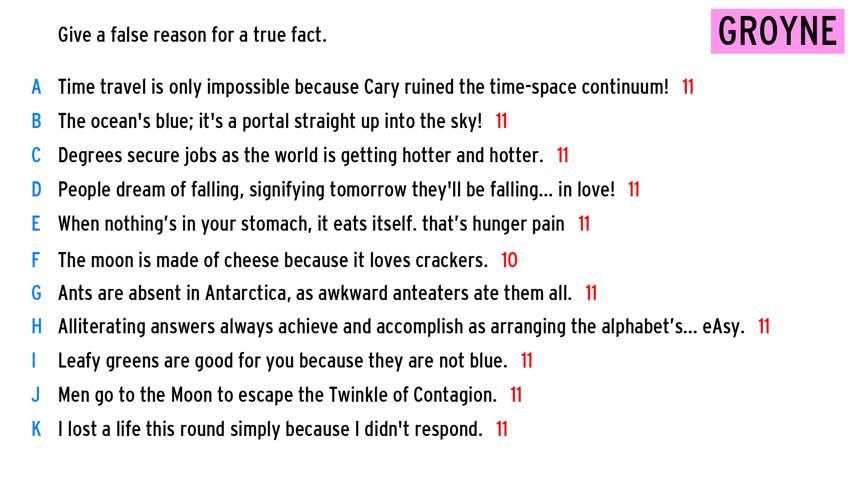 Give a false reason for a true fact.
GROYNE
A Time travel is only impossible because Cary ruined the time-space continuum! 11
B The ocean's blue; it's a portal straight up into the sky! 11
C Degrees secure jobs as the world is getting hotter and hotter. 11
D People dream of falling, signifying tomorrow they'll be falling... in love! 11
E When nothing's in your stomach, it eats itself. that's hunger pain 11
F The moon is made of cheese because it loves crackers. 10
G Ants are absent in Antarctica, as awkward anteaters ate them all. 11
H Alliterating answers always achieve and accomplish as arranging the alphabet's... eAsy. 11
I Leafy greens are good for you because they are not blue. 11
J Men go to the Moon to escape the Twinkle of Contagion. 11
K I lost a life this round simply because I didn't respond. 11